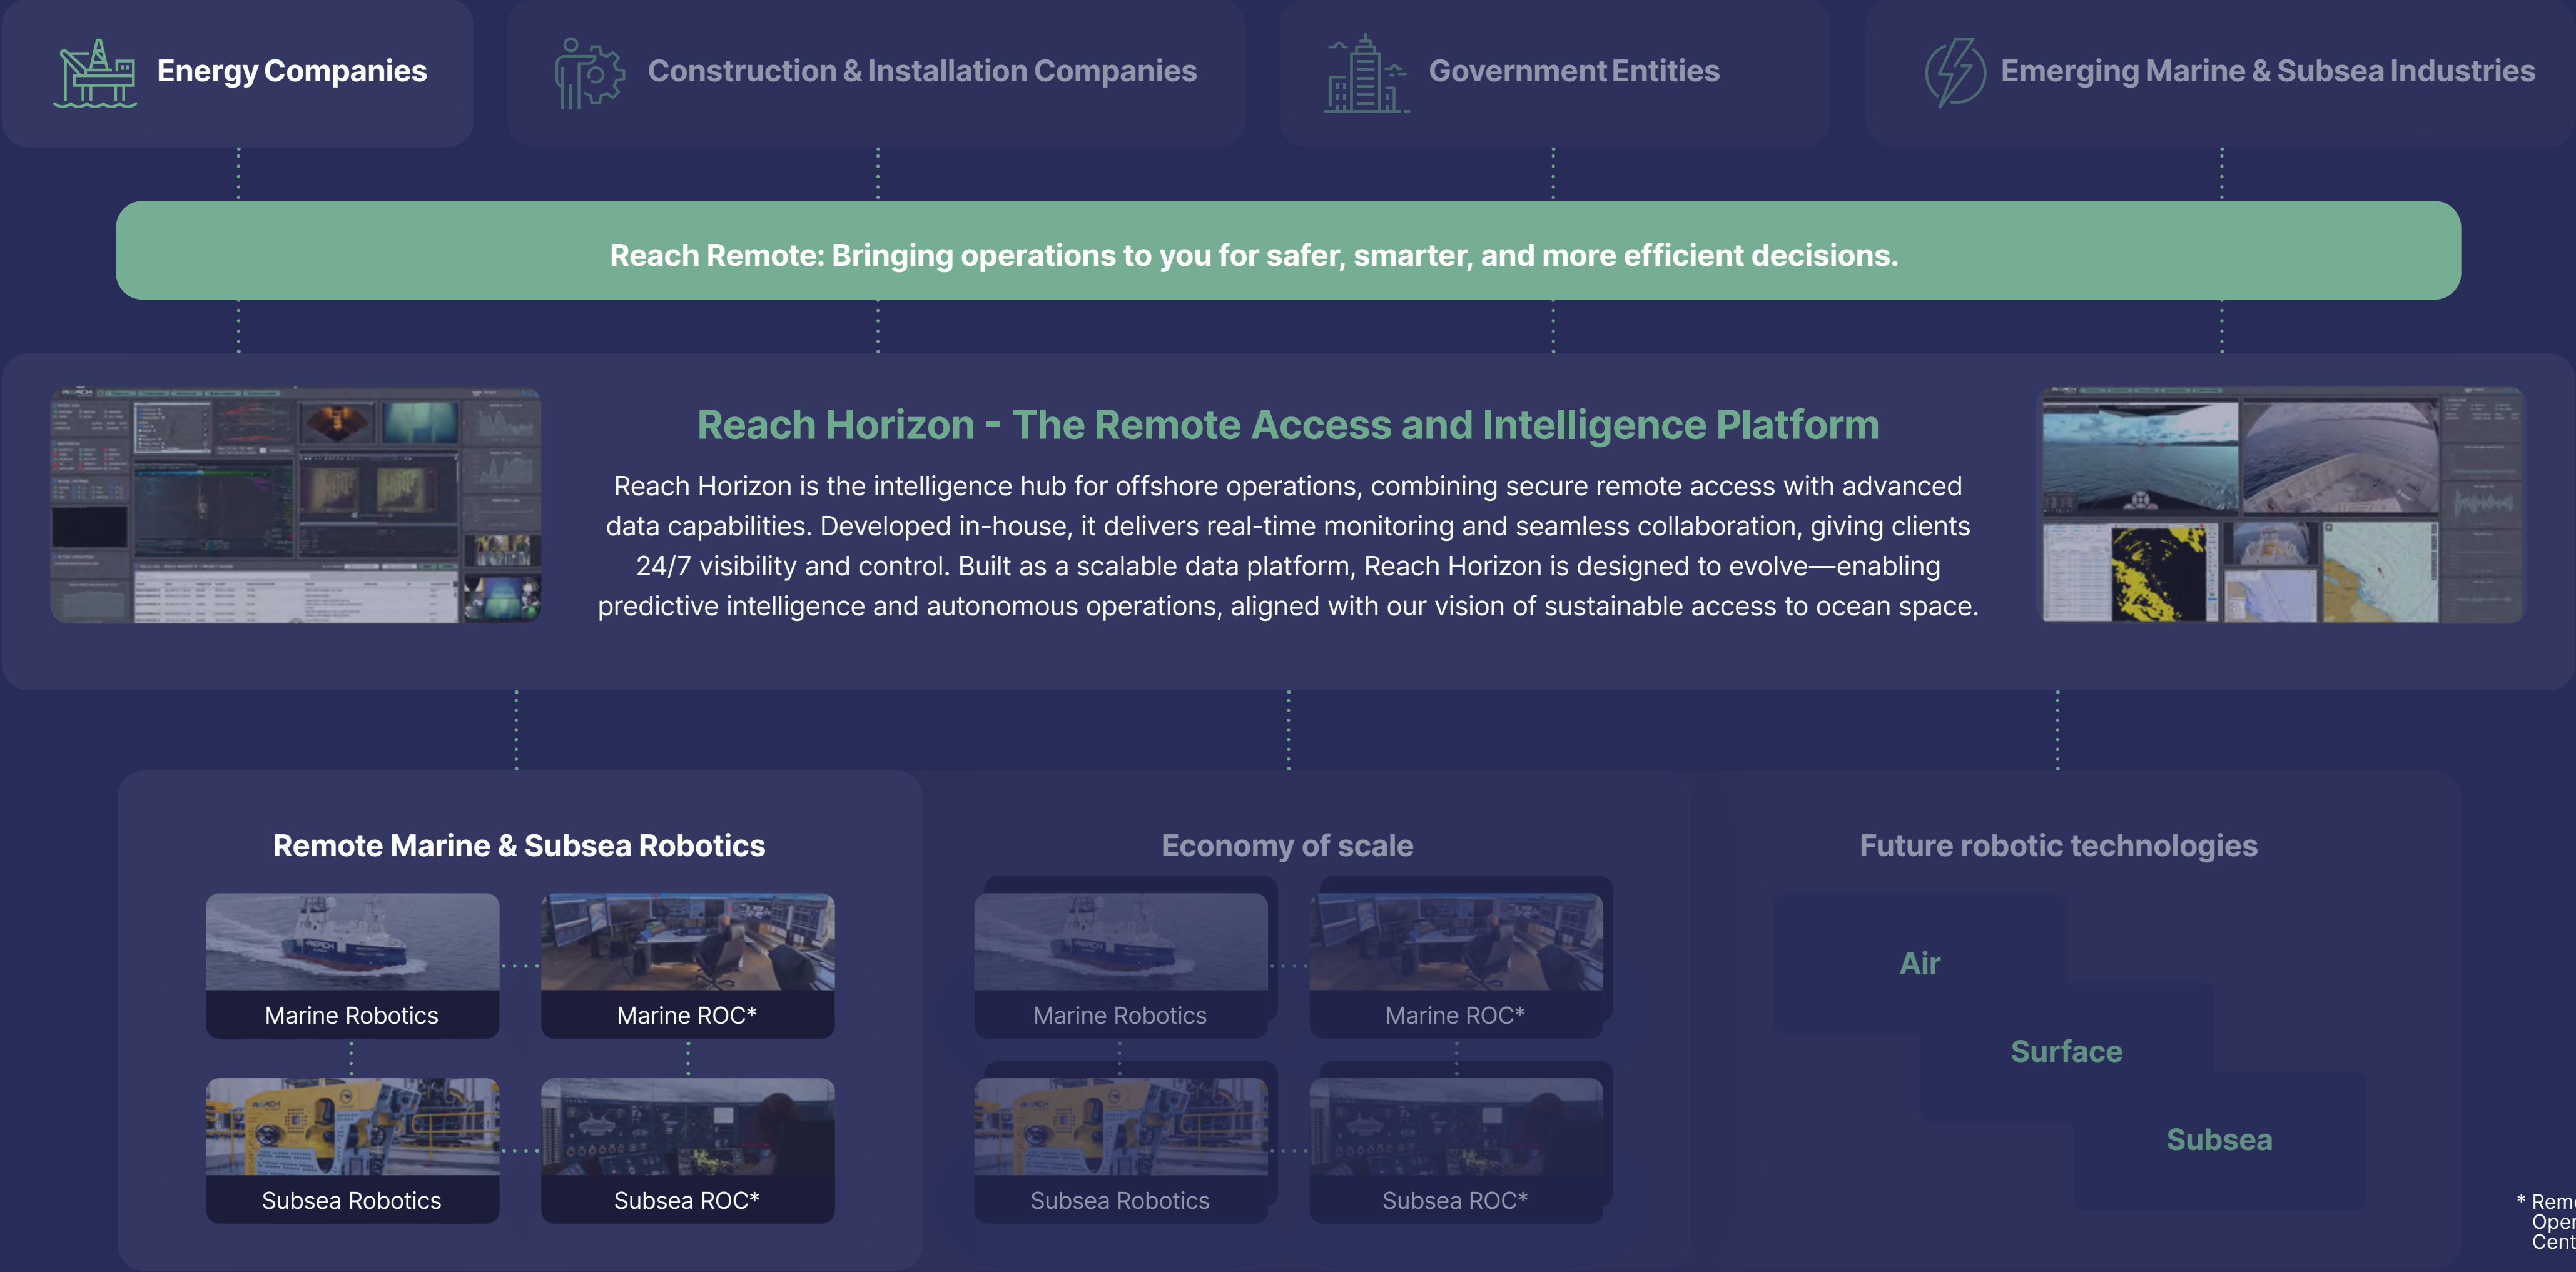 Energy Companies
Construction & Installation Companies
Government Entities
Emerging Marine & Subsea Industries
Reach Remote: Bringing operations to you for safer, smarter, and more efficient decisions.
Reach Horizon - The Remote Access and Intelligence Platform
Reach Horizon is the intelligence hub for offshore operations, combining secure remote access with advanced
data capabilities. Developed in-house, it delivers real-time monitoring and seamless collaboration, giving clients
24/7 visibility and control. Built as a scalable data platform, Reach Horizon is designed to evolve—enabling
predictive intelligence and autonomous operations, aligned with our vision of sustainable access to ocean space.
Remote Marine & Subsea Robotics
Marine Robotics
Marine ROC*
Subsea Robotics
Subsea ROC*
Economy of scale
Marine Robotics
Marine ROC*
Subsea Robotics
Subsea ROC*
Future robotic technologies
Air
Surface
Subsea